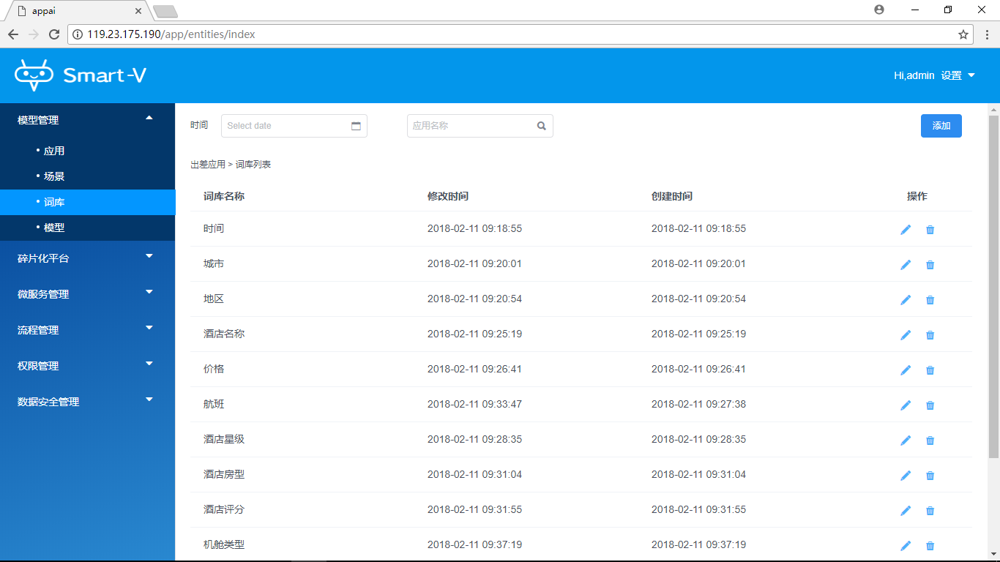 appai
119.23.175.190/app/entities/index
Smart-V
Hi,admin 设置
模型管理
• 应用
• 场景
• 词库
• 模型
碎片化平台
微服务管理
流程管理
权限管理
数据安全管理
时间 Select date 应用名称 添加
出差应用 > 词库列表
词库名称 修改时间 创建时间 操作
时间 2018-02-11 09:18:55 2018-02-11 09:18:55
城市 2018-02-11 09:20:01 2018-02-11 09:20:01
地区 2018-02-11 09:20:54 2018-02-11 09:20:54
酒店名称 2018-02-11 09:25:19 2018-02-11 09:25:19
价格 2018-02-11 09:26:41 2018-02-11 09:26:41
航班 2018-02-11 09:33:47 2018-02-11 09:27:38
酒店星级 2018-02-11 09:28:35 2018-02-11 09:28:35
酒店房型 2018-02-11 09:31:04 2018-02-11 09:31:04
酒店评分 2018-02-11 09:31:55 2018-02-11 09:31:55
机舱类型 2018-02-11 09:37:19 2018-02-11 09:37:19